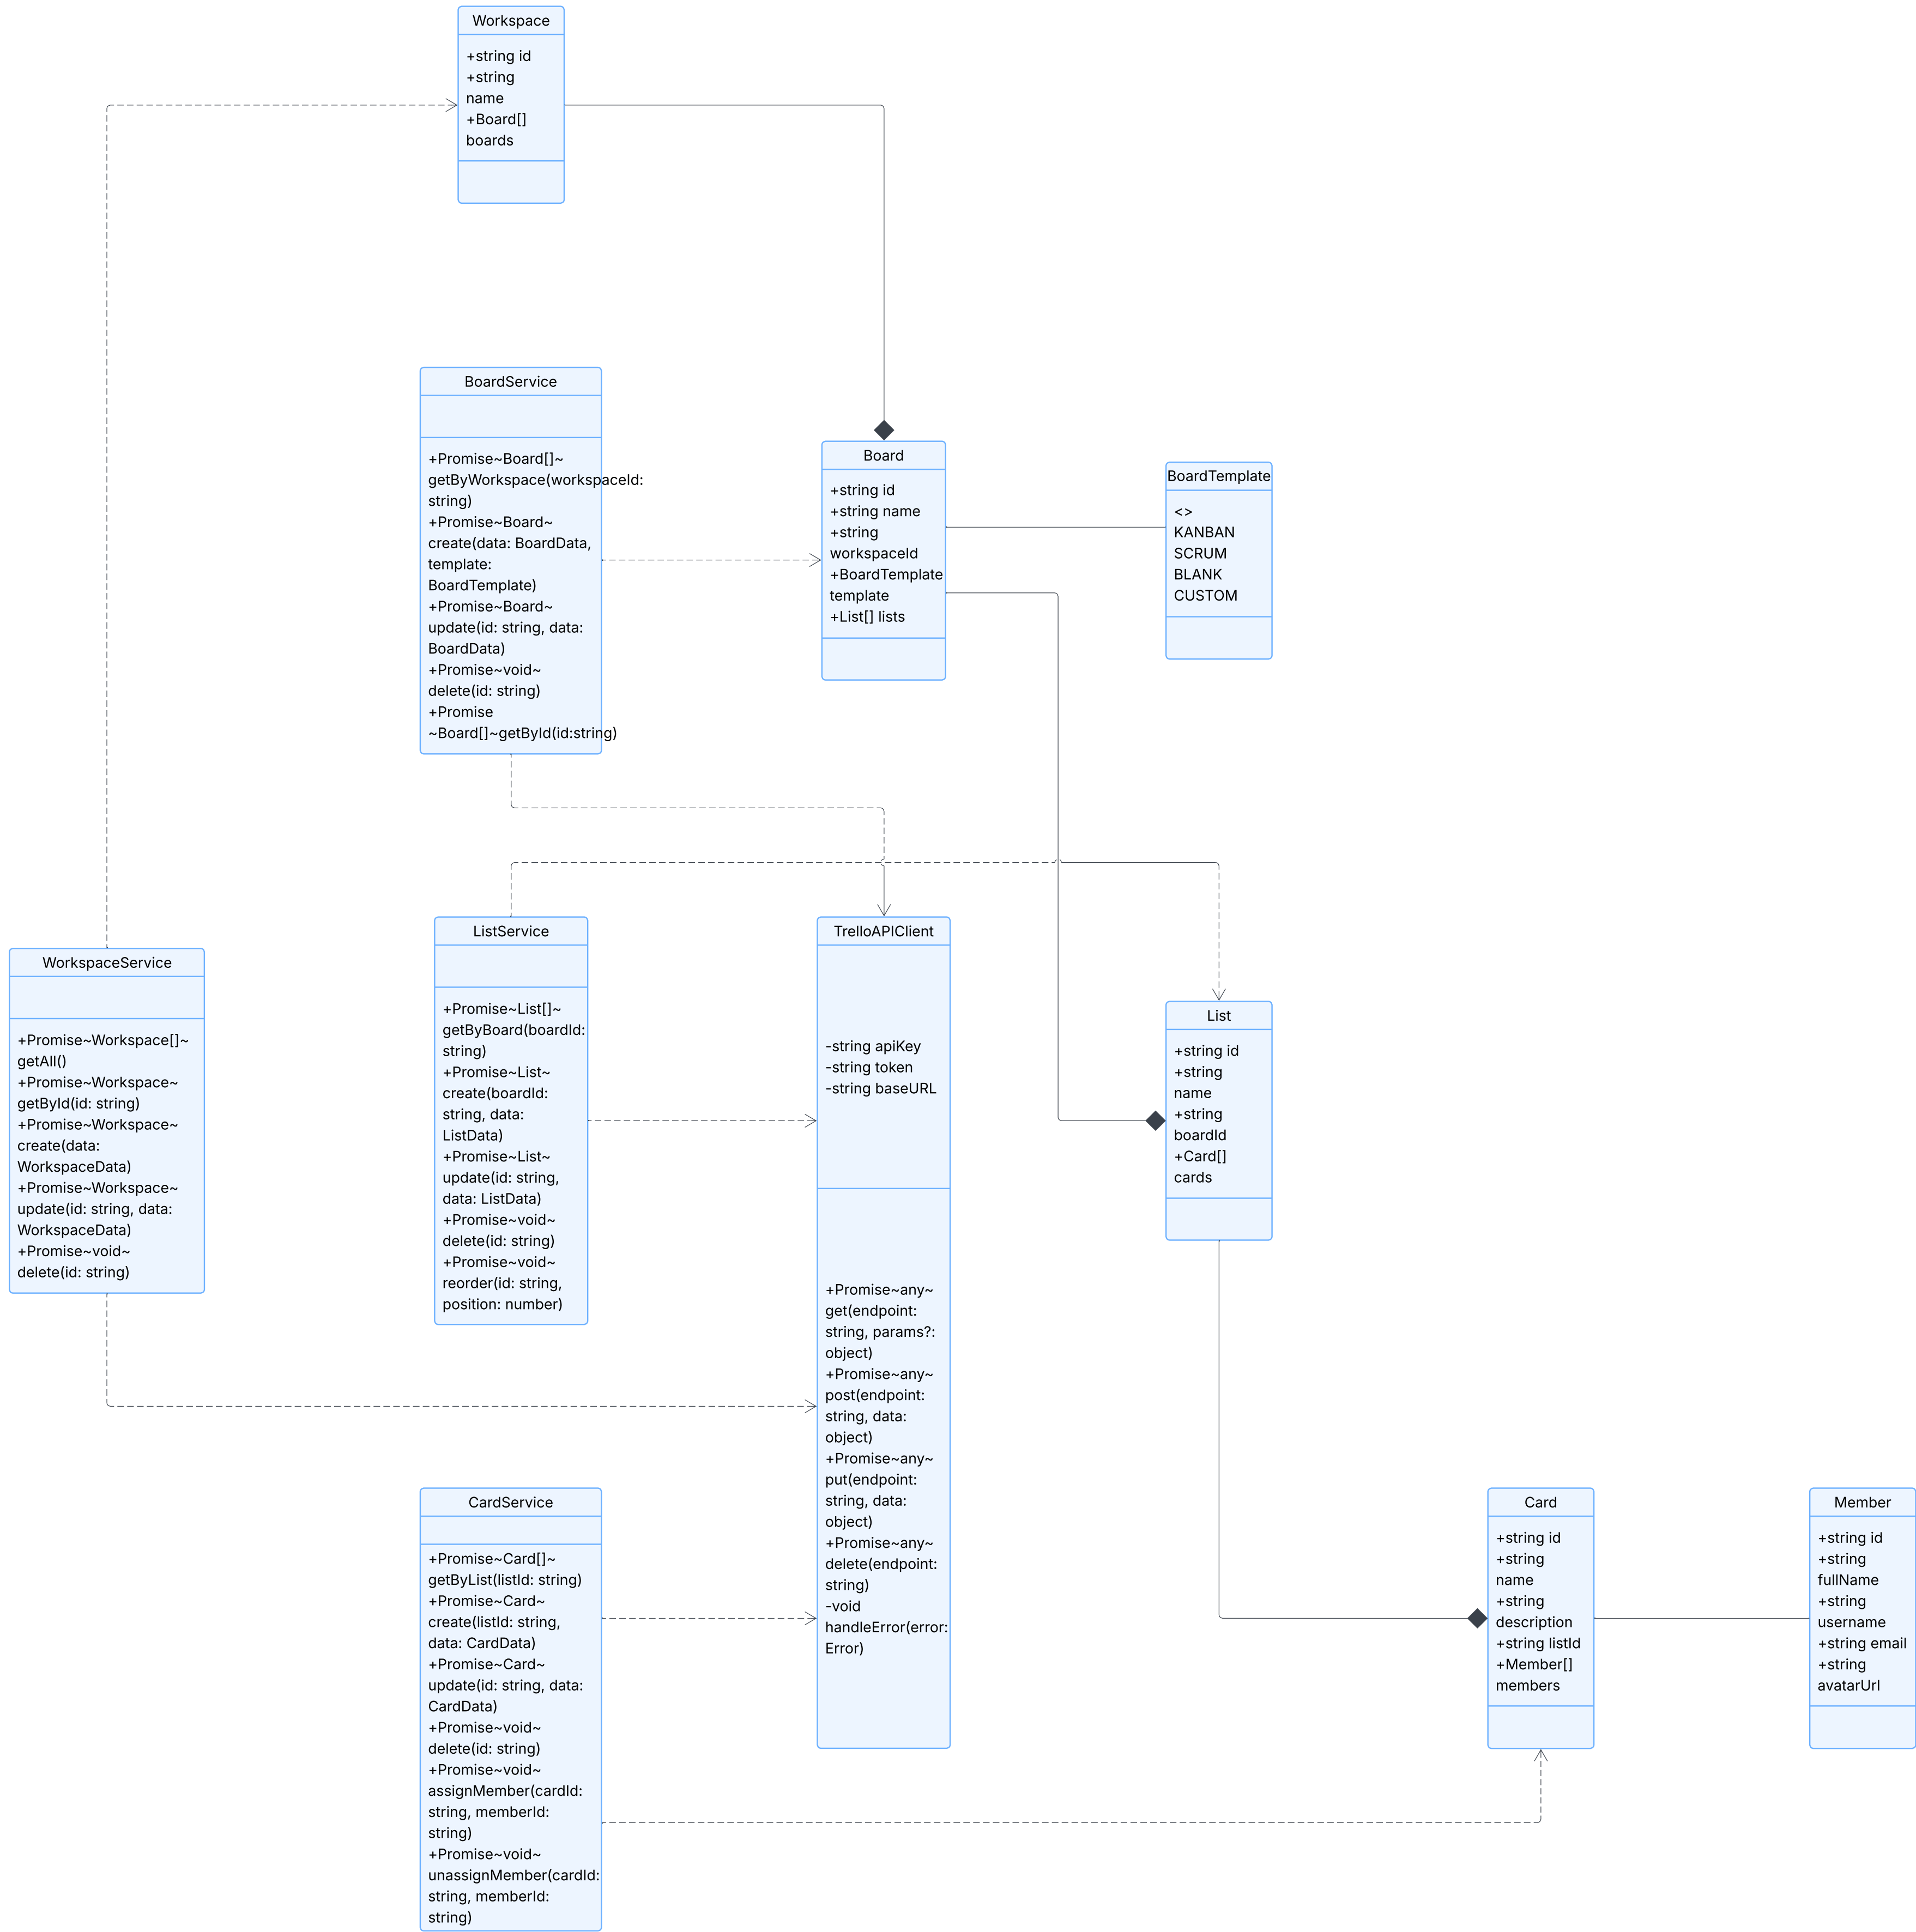 Workspace
+string id
+string
name
+Board[]
boards
BoardService
+Promise~Board[]~
getByWorkspace(workspaceId:
string)
+Promise~Board~
create(data: BoardData,
template:
BoardTemplate)
+Promise~Board~
update(id: string, data:
BoardData)
+Promise~void~
delete(id: string)
+Promise
~Board[]~getById(id:string)
Board
+string id
+string name
+string
workspaceId
+BoardTemplate
template
+List[] lists
BoardTemplate
<>
KANBAN
SCRUM
BLANK
CUSTOM
WorkspaceService
+Promise~Workspace[]~
getAll()
+Promise~Workspace~
getById(id: string)
+Promise~Workspace~
create(data:
WorkspaceData)
+Promise~Workspace~
update(id: string, data:
WorkspaceData)
+Promise~void~
delete(id: string)
ListService
+Promise~List[]~
getByBoard(boardId:
string)
+Promise~List~
create(boardId:
string, data:
ListData)
+Promise~List~
update(id: string,
data: ListData)
+Promise~void~
delete(id: string)
+Promise~void~
reorder(id: string,
position: number)
TrelloAPIClient
-string apiKey
-string token
-string baseURL
+Promise~any~
get(endpoint:
string, params?:
object)
+Promise~any~
post(endpoint:
string, data:
object)
+Promise~any~
put(endpoint:
string, data:
object)
+Promise~any~
delete(endpoint:
string)
-void
handleError(error:
Error)
List
+string id
+string
name
+string
boardId
+Card[]
cards
CardService
+Promise~Card[]~
getByList(listId: string)
+Promise~Card~
create(listId: string,
data: CardData)
+Promise~Card~
update(id: string, data:
CardData)
+Promise~void~
delete(id: string)
+Promise~void~
assignMember(cardId:
string, memberId:
string)
+Promise~void~
unassignMember(cardId:
string, memberId:
string)
Card
+string id
+string
name
+string
description
+string listId
+Member[]
members
Member
+string id
+string
fullName
+string
username
+string email
+string
avatarUrl